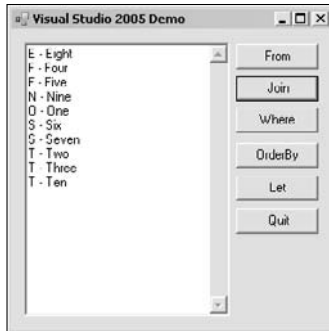 Visual Studio 2005 Demo
E - Eight
F - Four
F - Five
N - Nine
O - One
S - Six
S - Seven
T - Two
T - Three
T - Ten
From
Join
Where
OrderBy
Let
Quit